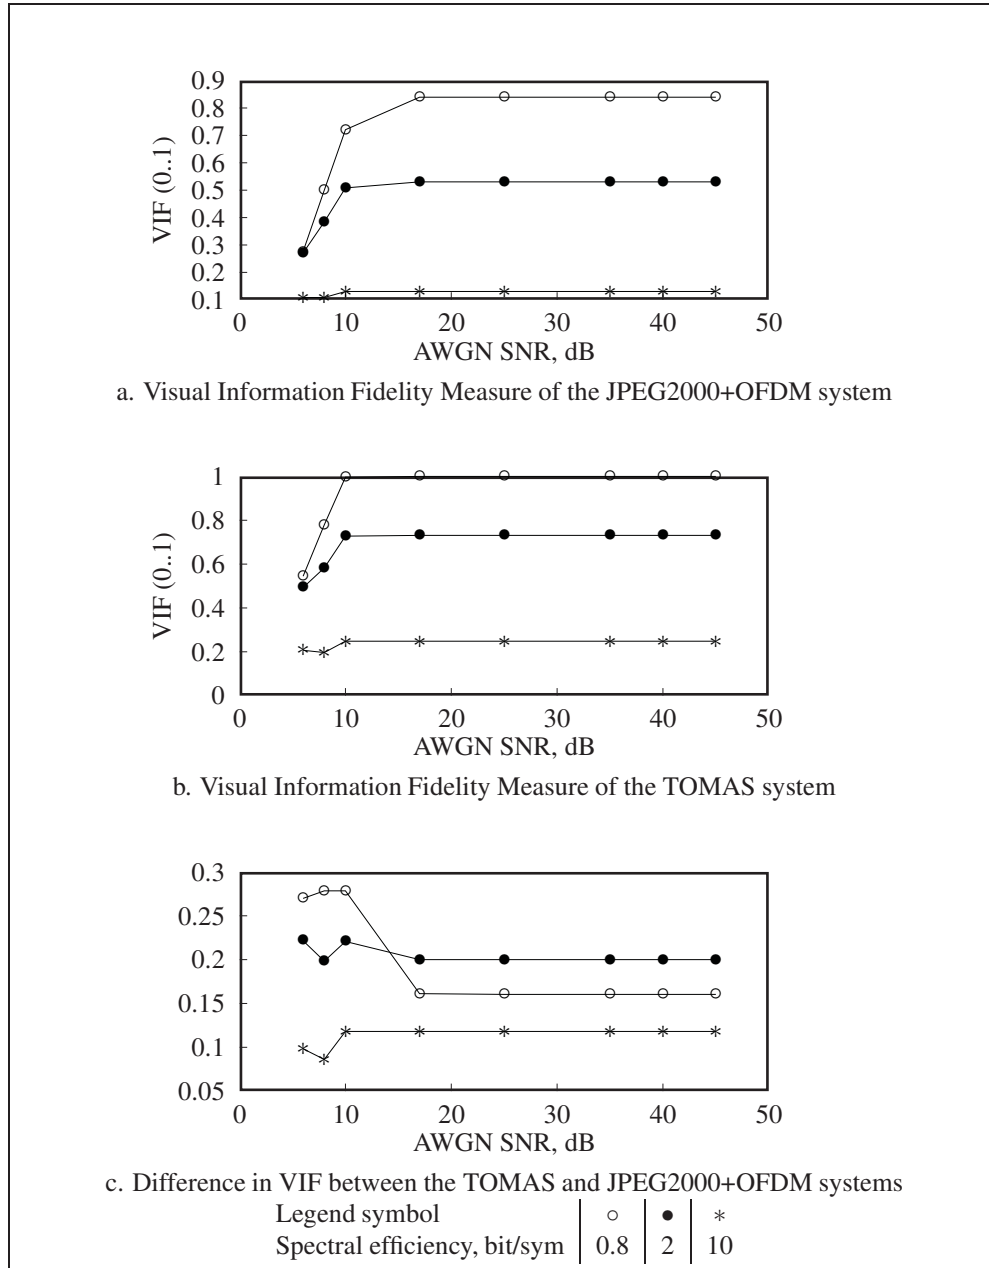 0.9
0.8
0.7
0.6
0.5
0.4
0.3
0.2
0.1
VIF (0..1)
0 10 20 30 40 50
AWGN SNR, dB
a. Visual Information Fidelity Measure of the JPEG2000+OFDM system
1
0.8
0.6
0.4
0.2
0
VIF (0..1)
0 10 20 30 40 50
AWGN SNR, dB
b. Visual Information Fidelity Measure of the TOMAS system
0.3
0.25
0.2
0.15
0.1
0.05
0 10 20 30 40 50
AWGN SNR, dB
c. Difference in VIF between the TOMAS and JPEG2000+OFDM systems
Legend symbol ○ ● *
Spectral efficiency, bit/sym 0.8 2 10